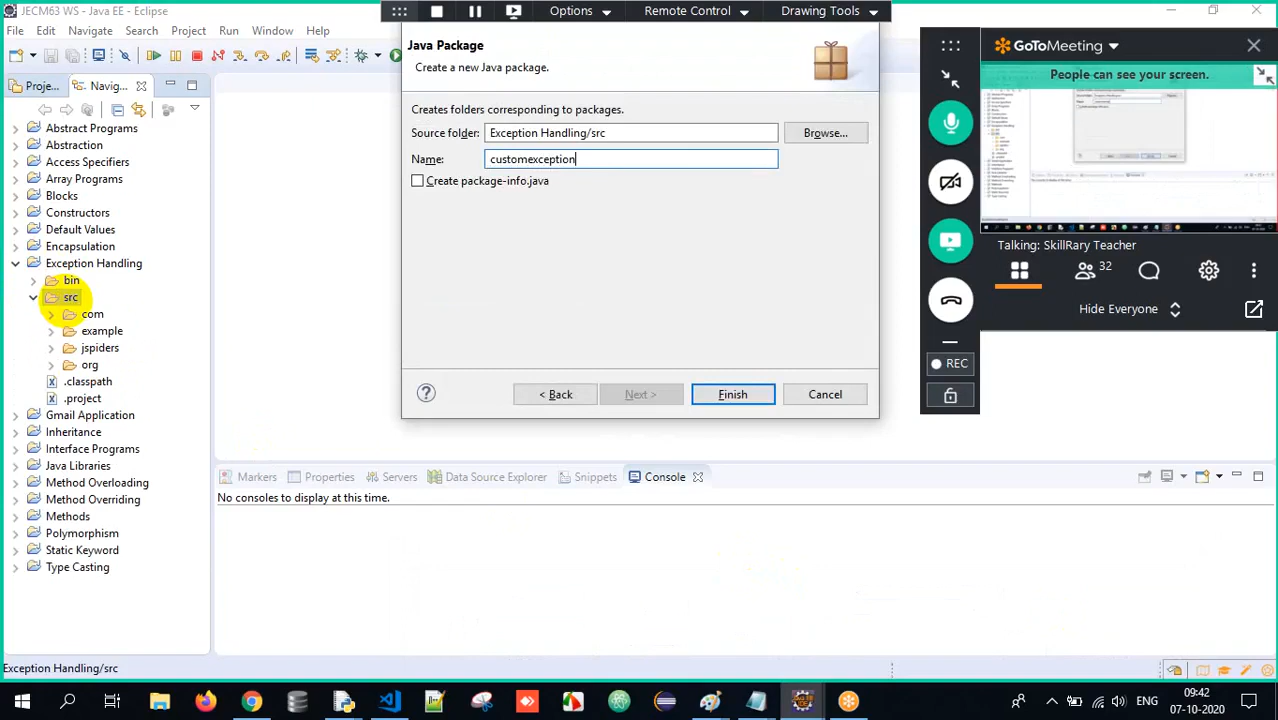 JECM63 WS - Java EE - Eclipse
Options
Remote Control
Drawing Tools
File Edit Navigate Search Project Run Window Help
Proje...
Navig...
Abstract Programs
Abstraction
Access Specifiers
Array Programs
Blocks
Constructors
Default Values
Encapsulation
Exception Handling
bin
src
com
example
jspiders
org
.classpath
.project
Gmail Application
Inheritance
Interface Programs
Java Libraries
Method Overloading
Method Overriding
Methods
Polymorphism
Static Keyword
Type Casting
Java Package
Create a new Java package.
Creates folders corresponding to packages.
Source folder: Exception Handling/src Browse...
Name: customexception
Create package-info.java
? < Back Next > Finish Cancel
GoToMeeting
People can see your screen.
Talking: SkillRary Teacher
32
Hide Everyone
REC
Markers Properties Servers Data Source Explorer Snippets Console
No consoles to display at this time.
Exception Handling/src
ENG
09:42
07-10-2020